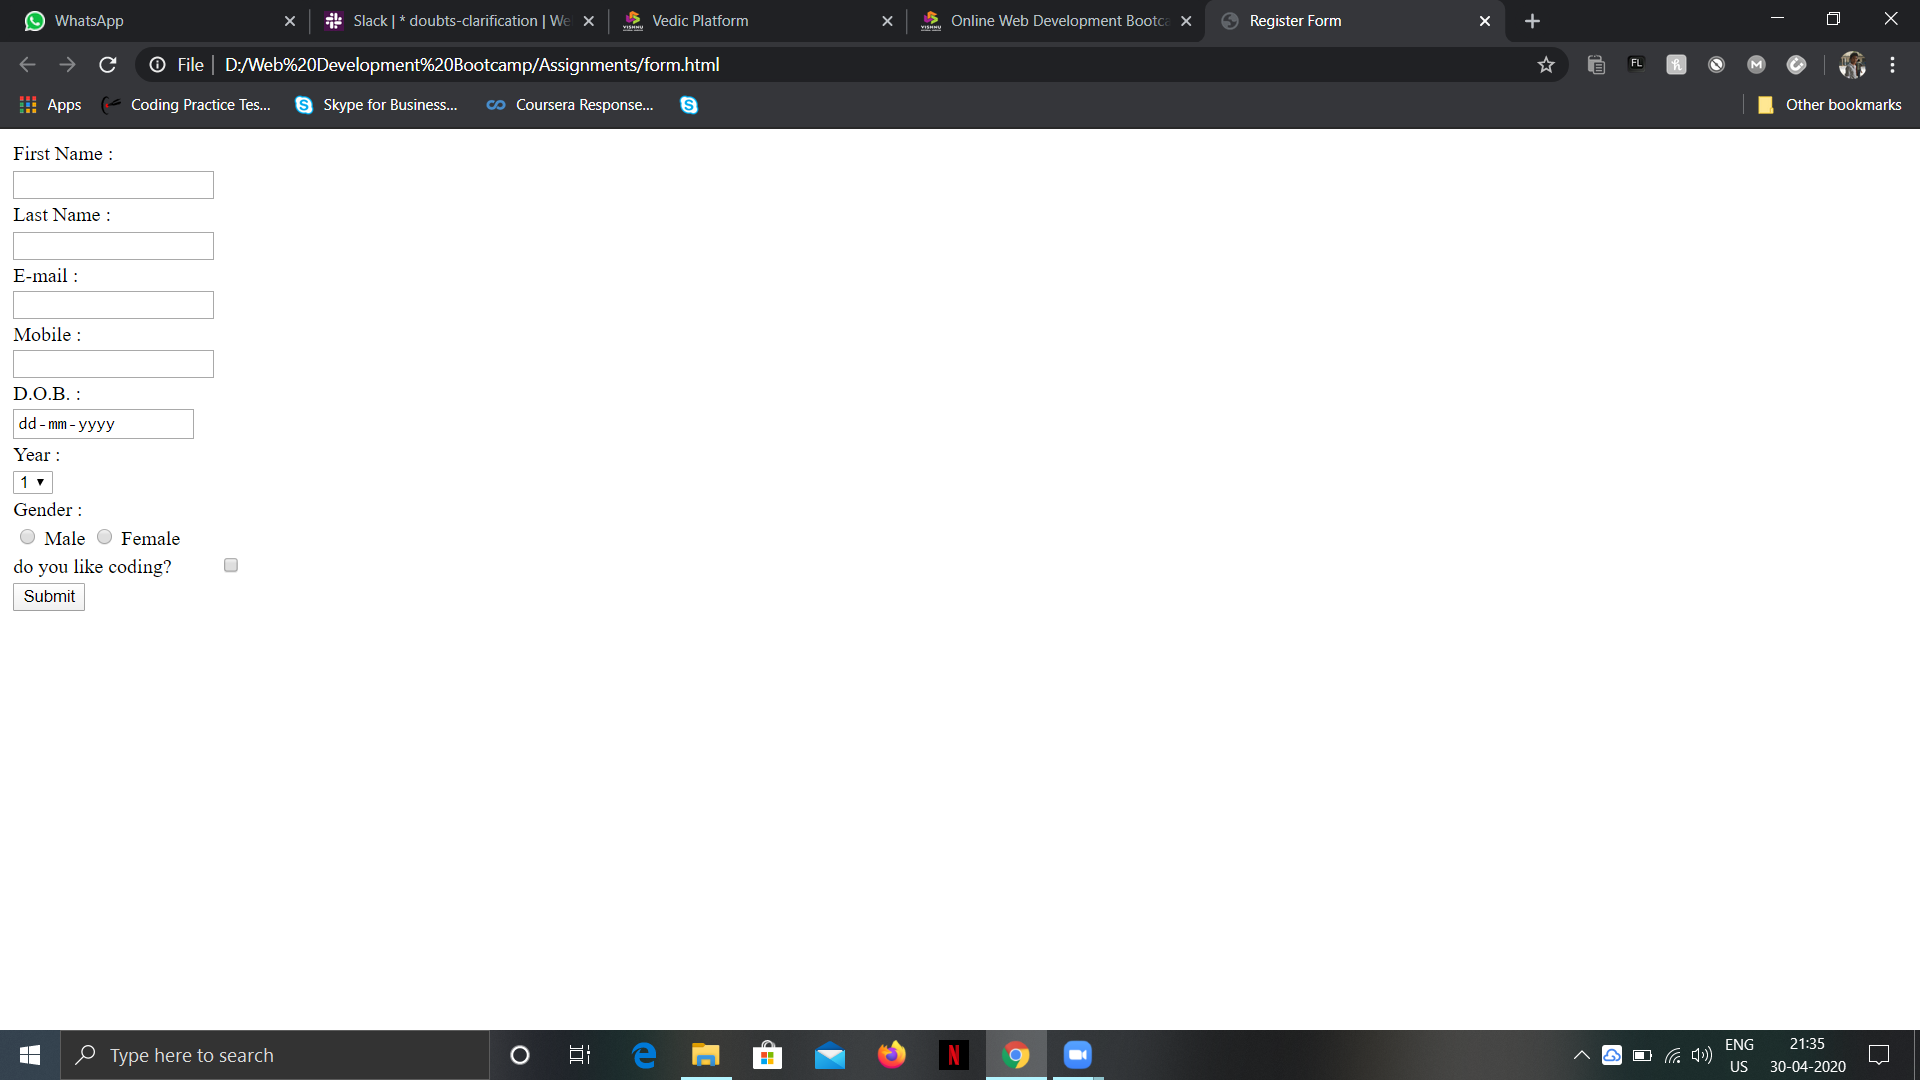 WhatsApp
Slack | * doubts-clarification | We
Vedic Platform
Online Web Development Bootca
Register Form
File
D:/Web%20Development%20Bootcamp/Assignments/form.html
FL
M
Apps
Coding Practice Tes...
Skype for Business...
Coursera Response...
Other bookmarks
First Name :
Last Name :
E-mail :
Mobile :
D.O.B. :
dd-mm-yyyy
Year :
1
Gender :
Male
Female
do you like coding?
Submit
Type here to search
N
ENG
US
21:35
30-04-2020